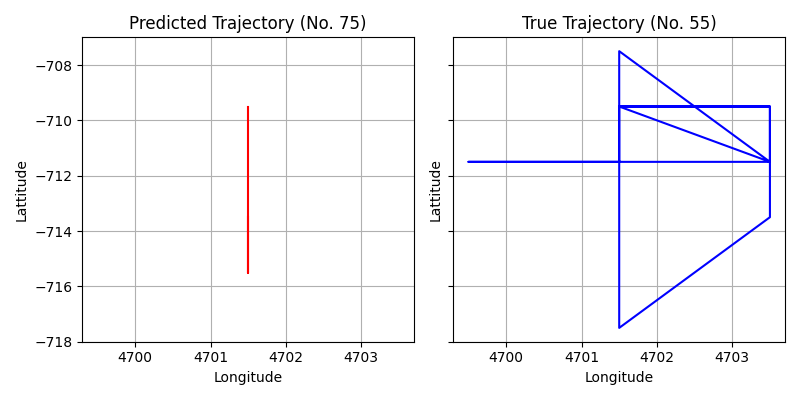 Predicted Trajectory (No. 75)
−708
−710
−712
−714
−716
−718
Lattitude
4700 4701 4702 4703
Longitude
True Trajectory (No. 55)
Lattitude
4700 4701 4702 4703
Longitude